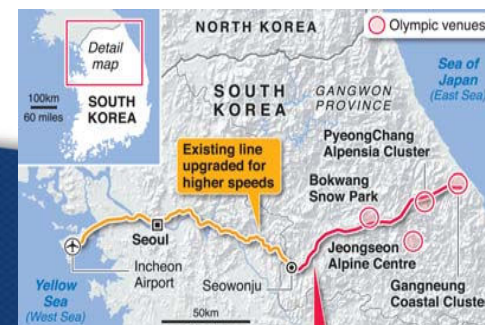 NORTH KOREA
Olympic venues
Detail
map
100km
60 miles
SOUTH
KOREA
SOUTH
KOREA
GANGWON
PROVINCE
Sea of
Japan
(East Sea)
PyeongChang
Alpensia Cluster
Existing line
upgraded for
higher speeds
Bokwang
Snow Park
Seoul
Incheon
Airport
Jeongseon
Alpine Centre
Seowonju
Gangneung
Coastal Cluster
Yellow
Sea
(West Sea)
50km